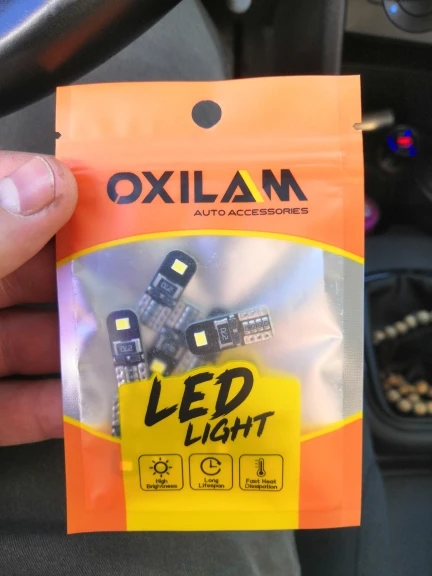 OXILAM
AUTO ACCESSORIES
LED
LIGHT
High
Brightness
Long
Lifespan
Fast Heat
Dissipation